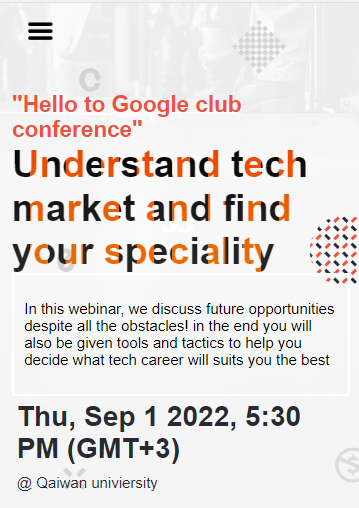 "Hello to Google club
conference"
Understand tech
market and find
your speciality
In this webinar, we discuss future opportunities
despite all the obstacles! in the end you will
also be given tools and tactics to help you
decide what tech career will suits you the best
Thu, Sep 1 2022, 5:30
PM (GMT+3)
@ Qaiwan univiersity